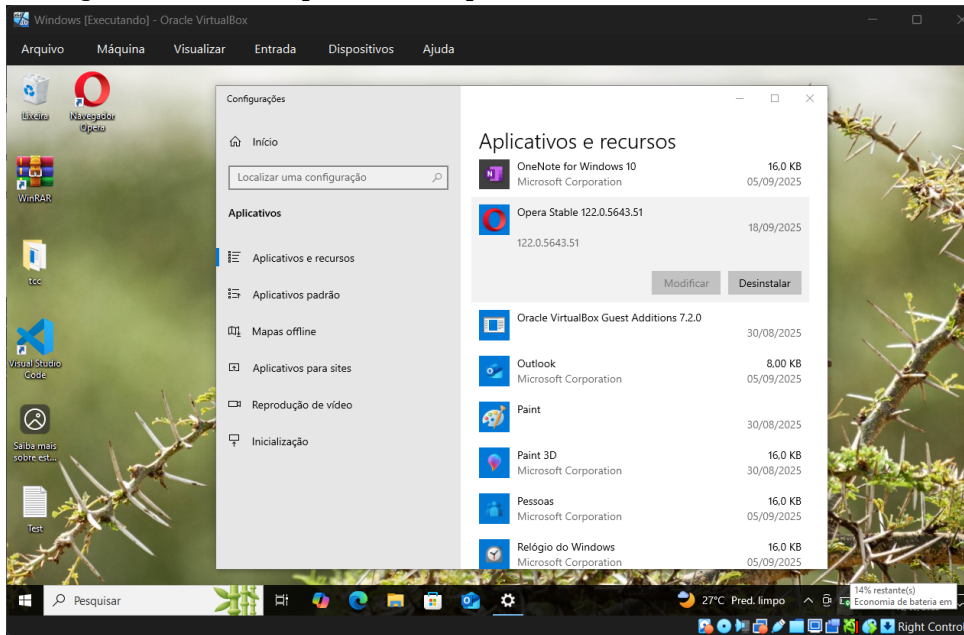 Windows [Executando] - Oracle VirtualBox
Arquivo Máquina Visualizar Entrada Dispositivos Ajuda
Lixeira
Navegador
Opera
WinRAR
tcc
Visual Studio
Code
Saiba mais
sobre est...
Test
Configurações
Início
Localizar uma configuração
Aplicativos
Aplicativos e recursos
Aplicativos padrão
Mapas offline
Aplicativos para sites
Reprodução de vídeo
Inicialização
Aplicativos e recursos
OneNote for Windows 10 16,0 KB
Microsoft Corporation 05/09/2025
Opera Stable 122.0.5643.51
18/09/2025
122.0.5643.51
Modificar Desinstalar
Oracle VirtualBox Guest Additions 7.2.0
30/08/2025
Outlook 8,00 KB
Microsoft Corporation 05/09/2025
Paint
30/08/2025
Paint 3D 16,0 KB
Microsoft Corporation 30/08/2025
Pessoas 16,0 KB
Microsoft Corporation 05/09/2025
Relógio do Windows 16,0 KB
Microsoft Corporation 05/09/2025
Pesquisar
27°C Pred. limpo
14% restante(s)
Economia de bateria em
Right Control